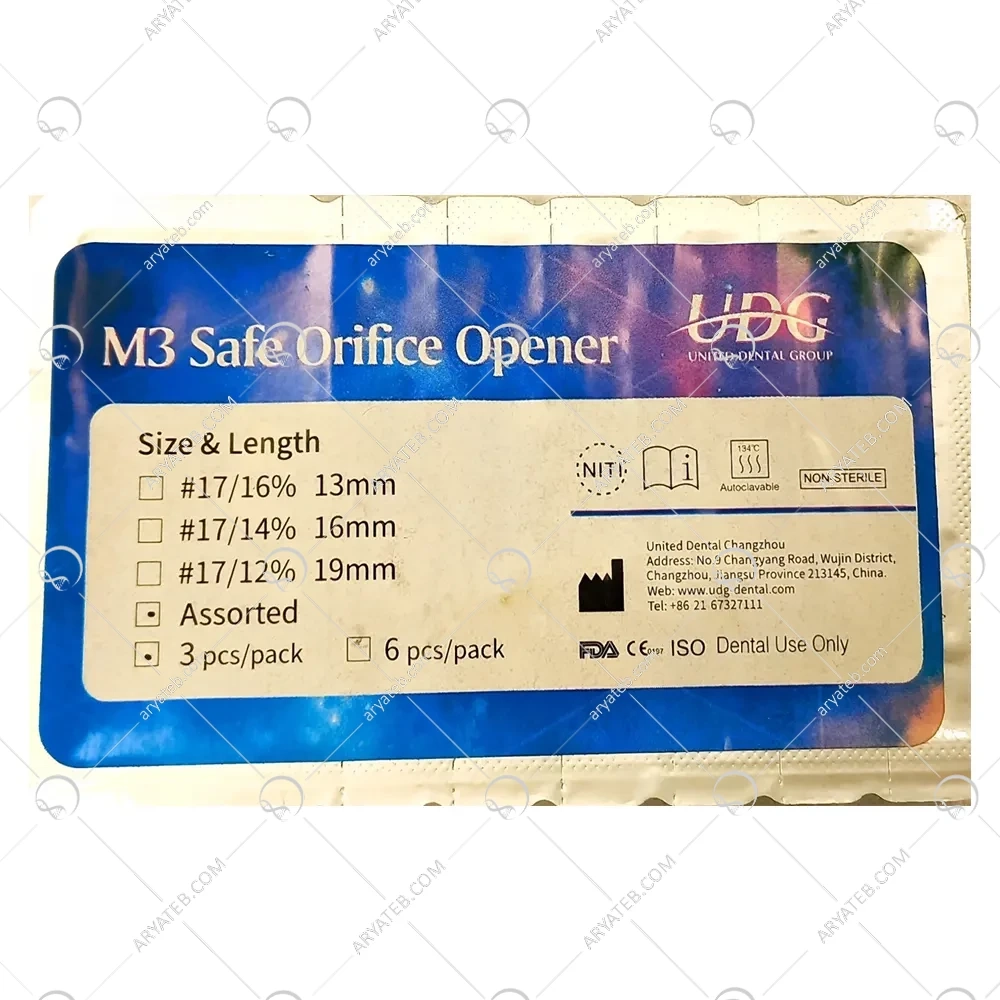 M3 Safe Orifice Opener
UDG
UNITED DENTAL GROUP
Size & Length
#17/16% 13mm
#17/14% 16mm
#17/12% 19mm
Assorted
3 pcs/pack 6 pcs/pack
NITI
134°C
Autoclavable
NON-STERILE
United Dental Changzhou
Address: No.9 Changyang Road, Wujin District,
Changzhou, Jiangsu Province 213145, China.
Web: www.udg-dental.com
Tel: +86 21 67327111
FDA CE0197 ISO Dental Use Only
ARYATEB.COM
aryateb.com